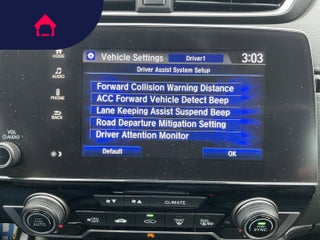 HOME
Vehicle Settings
Driver1
3:03
Driver Assist System Setup
AUDIO
Forward Collision Warning Distance
ACC Forward Vehicle Detect Beep
PHONE
Lane Keeping Assist Suspend Beep
Road Departure Mitigation Setting
BACK
Driver Attention Monitor
VOL
AUDIO
Default
OK
CLIMATE
AUTO
SYNC